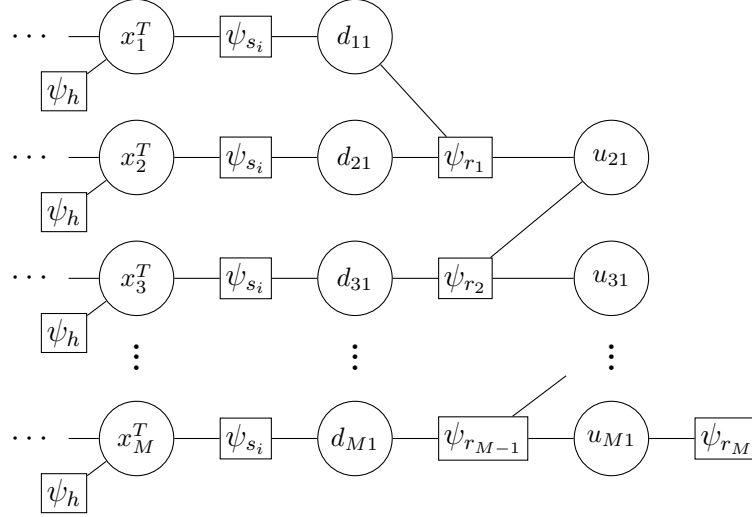 ⋯ x_1^T ψ_{s_i} d_{11}
ψ_h
⋯ x_2^T ψ_{s_i} d_{21} ψ_{r_1} u_{21}
ψ_h
⋯ x_3^T ψ_{s_i} d_{31} ψ_{r_2} u_{31}
ψ_h
⋮ ⋮ ⋮
⋯ x_M^T ψ_{s_i} d_{M1} ψ_{r_{M−1}} u_{M1} ψ_{r_M}
ψ_h